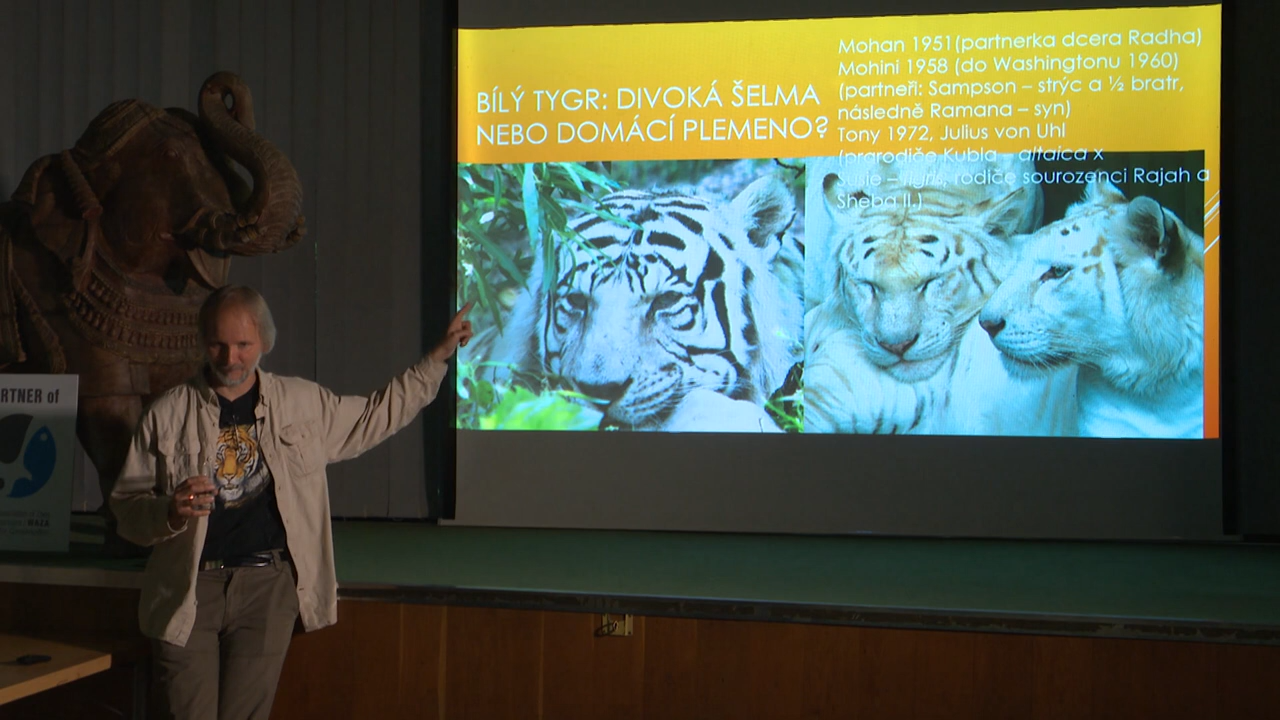 BÍLÝ TYGR: DIVOKÁ ŠELMA
NEBO DOMÁCÍ PLEMENO?
Mohan 1951(partnerka dcera Radha)
Mohini 1958 (do Washingtonu 1960)
(partneři: Sampson – strýc a ½ bratr,
následně Ramana – syn)
Tony 1972, Julius von Uhl
(prarodiče Kubla – altaica x
Susie – tigris, rodiče sourozenci Rajah a
Sheba II.)
RTNER of